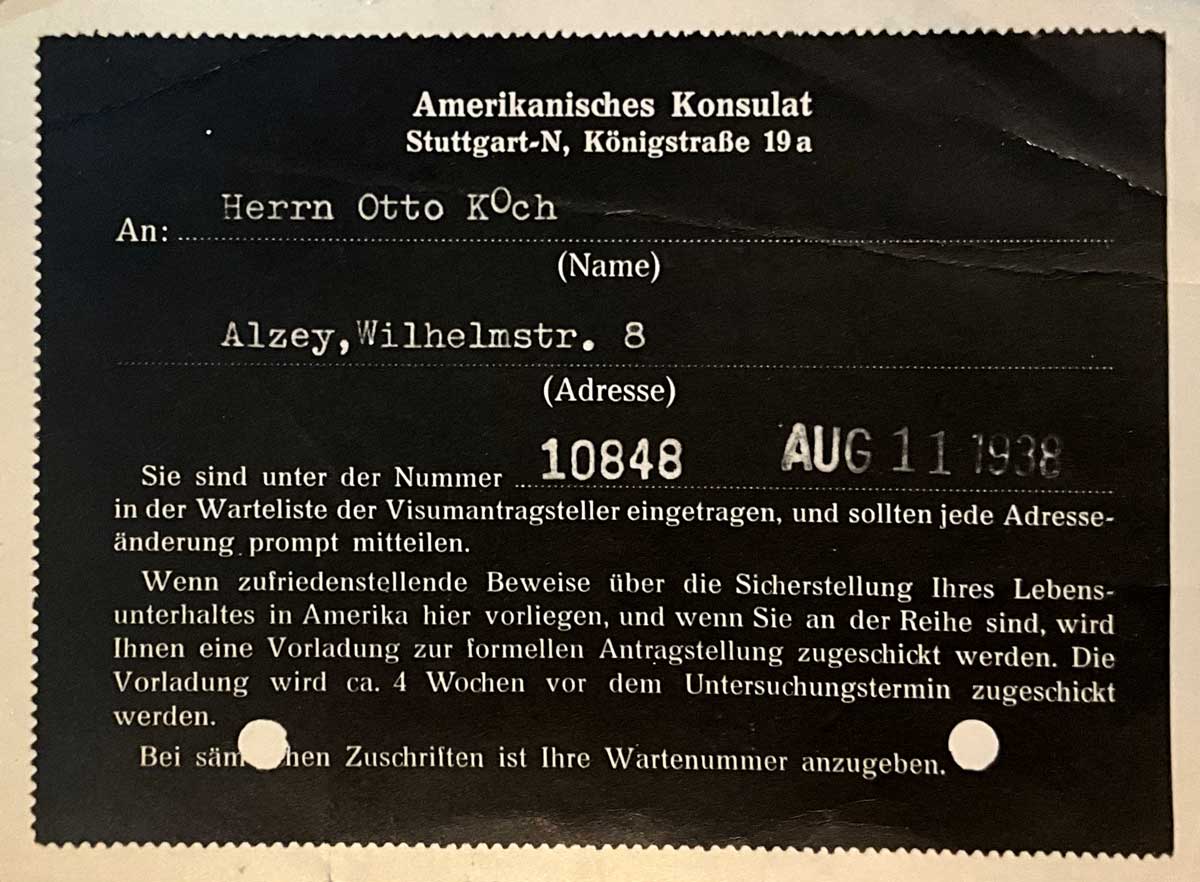 Amerikanisches Konsulat
Stuttgart-N, Königstraße 19a
An: Herrn Otto KOch
(Name)
Alzey,Wilhelmstr. 8
(Adresse)
Sie sind unter der Nummer 10848 AUG 11 1938
in der Warteliste der Visumantragsteller eingetragen, und sollten jede Adresse-
änderung prompt mitteilen.
Wenn zufriedenstellende Beweise über die Sicherstellung Ihres Lebens-
unterhaltes in Amerika hier vorliegen, und wenn Sie an der Reihe sind, wird
Ihnen eine Vorladung zur formellen Antragstellung zugeschickt werden. Die
Vorladung wird ca. 4 Wochen vor dem Untersuchungstermin zugeschickt
werden.
Bei säm hen Zuschriften ist Ihre Wartenummer anzugeben.